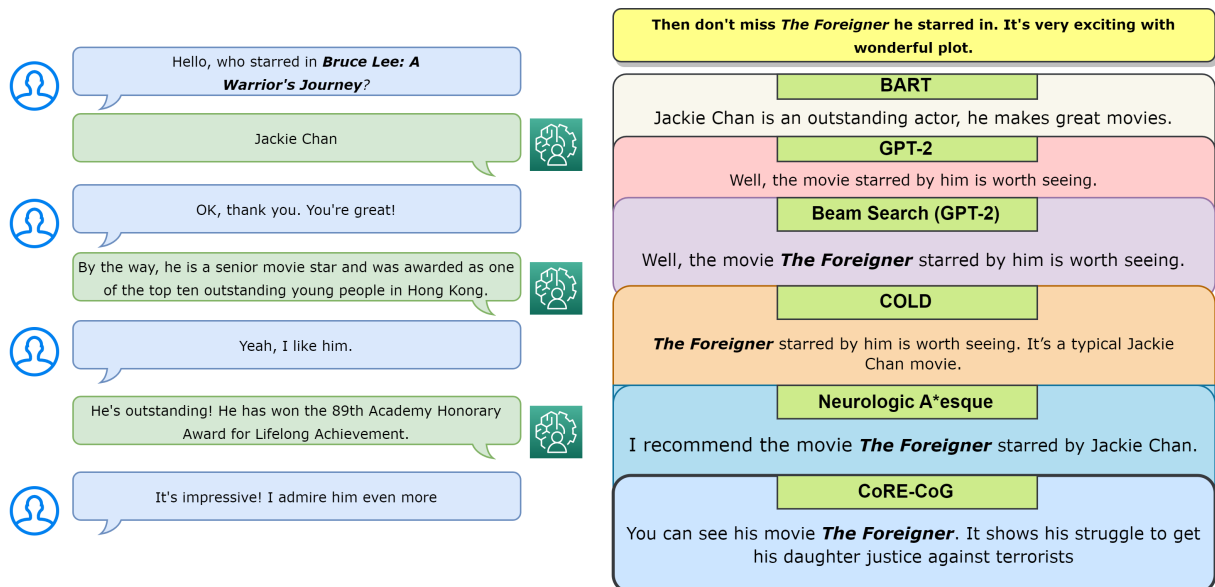 Hello, who starred in Bruce Lee: A
Warrior's Journey?
Jackie Chan
OK, thank you. You're great!
By the way, he is a senior movie star and was awarded as one
of the top ten outstanding young people in Hong Kong.
Yeah, I like him.
He's outstanding! He has won the 89th Academy Honorary
Award for Lifelong Achievement.
It's impressive! I admire him even more
Then don't miss The Foreigner he starred in. It's very exciting with
wonderful plot.
BART
Jackie Chan is an outstanding actor, he makes great movies.
GPT-2
Well, the movie starred by him is worth seeing.
Beam Search (GPT-2)
Well, the movie The Foreigner starred by him is worth seeing.
COLD
The Foreigner starred by him is worth seeing. It’s a typical Jackie
Chan movie.
Neurologic A*esque
I recommend the movie The Foreigner starred by Jackie Chan.
CoRE-CoG
You can see his movie The Foreigner. It shows his struggle to get
his daughter justice against terrorists